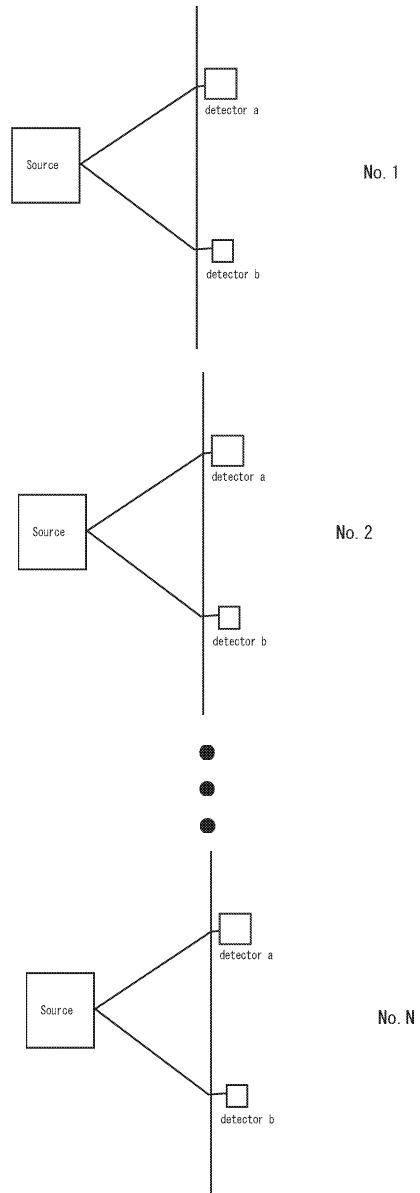 detector a
Source
No. 1
detector b
detector a
Source
No. 2
detector b
detector a
Source
No. N
detector b